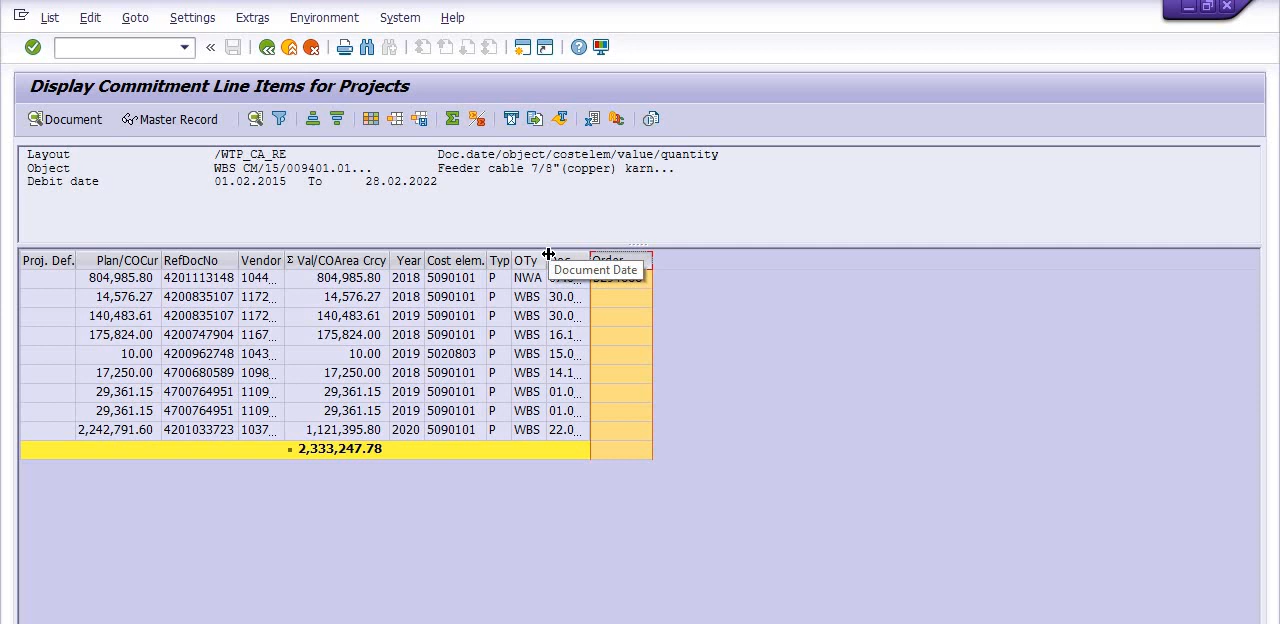 List Edit Goto Settings Extras Environment System Help
«
Display Commitment Line Items for Projects
Document Master Record
Layout /WTP_CA_RE Doc.date/object/costelem/value/quantity
Object WBS CM/15/009401.01... Feeder cable 7/8"(copper) karn...
Debit date 01.02.2015 To 28.02.2022
Proj. Def. Plan/COCur RefDocNo Vendor Σ Val/COArea Crcy Year Cost elem. Typ OTy
Document Date
804,985.80 4201113148 1044... 804,985.80 2018 5090101 P NWA
14,576.27 4200835107 1172... 14,576.27 2018 5090101 P WBS 30.0...
140,483.61 4200835107 1172... 140,483.61 2019 5090101 P WBS 30.0...
175,824.00 4200747904 1167... 175,824.00 2018 5090101 P WBS 16.1...
10.00 4200962748 1043... 10.00 2019 5020803 P WBS 15.0...
17,250.00 4700680589 1098... 17,250.00 2018 5090101 P WBS 14.1...
29,361.15 4700764951 1109... 29,361.15 2019 5090101 P WBS 01.0...
29,361.15 4700764951 1109... 29,361.15 2019 5090101 P WBS 01.0...
2,242,791.60 4201033723 1037... 1,121,395.80 2020 5090101 P WBS 22.0...
2,333,247.78